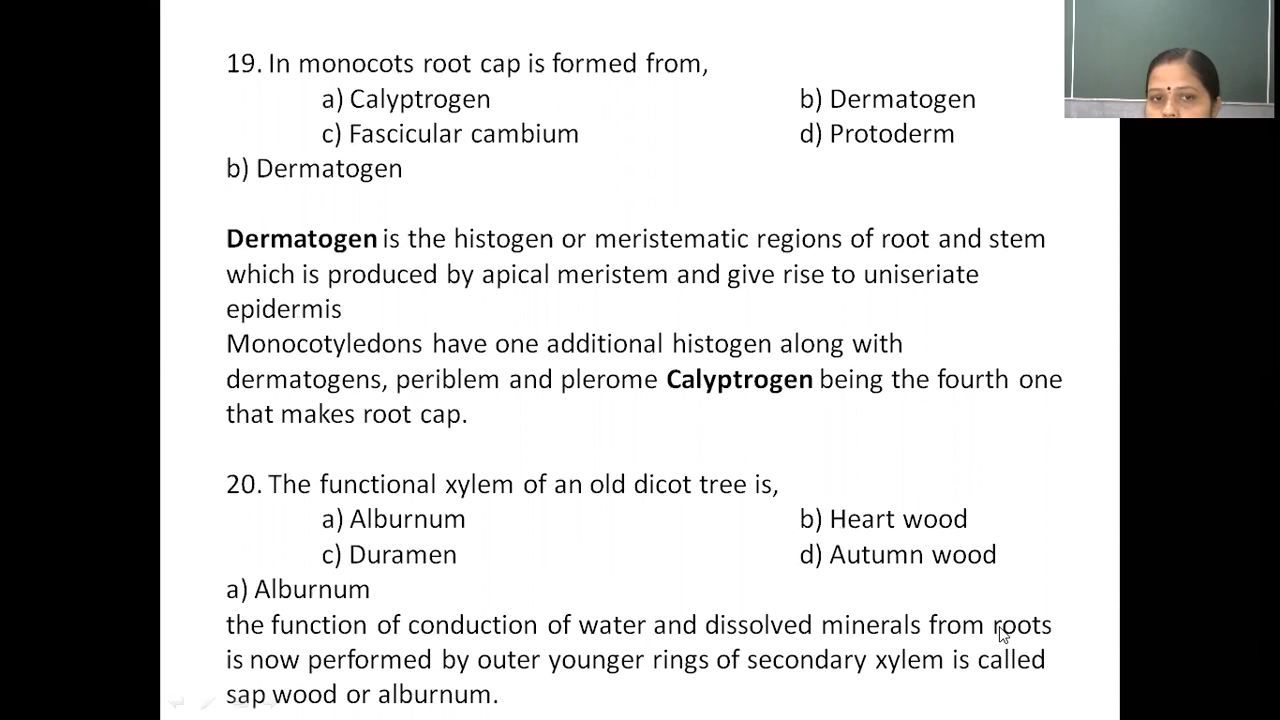 19. In monocots root cap is formed from,
a) Calyptrogen b) Dermatogen
c) Fascicular cambium d) Protoderm
b) Dermatogen
Dermatogen is the histogen or meristematic regions of root and stem
which is produced by apical meristem and give rise to uniseriate
epidermis
Monocotyledons have one additional histogen along with
dermatogens, periblem and plerome Calyptrogen being the fourth one
that makes root cap.
20. The functional xylem of an old dicot tree is,
a) Alburnum b) Heart wood
c) Duramen d) Autumn wood
a) Alburnum
the function of conduction of water and dissolved minerals from roots
is now performed by outer younger rings of secondary xylem is called
sap wood or alburnum.